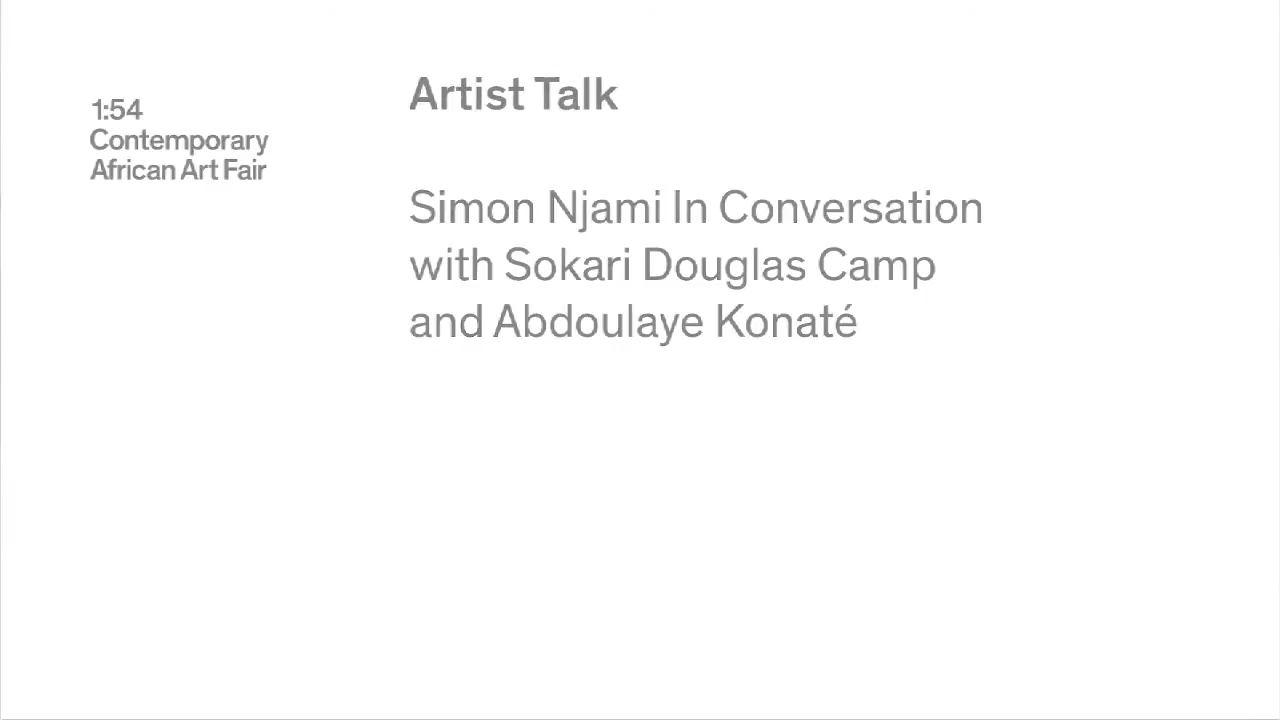 1:54
Contemporary
African Art Fair
Artist Talk
Simon Njami In Conversation
with Sokari Douglas Camp
and Abdoulaye Konaté